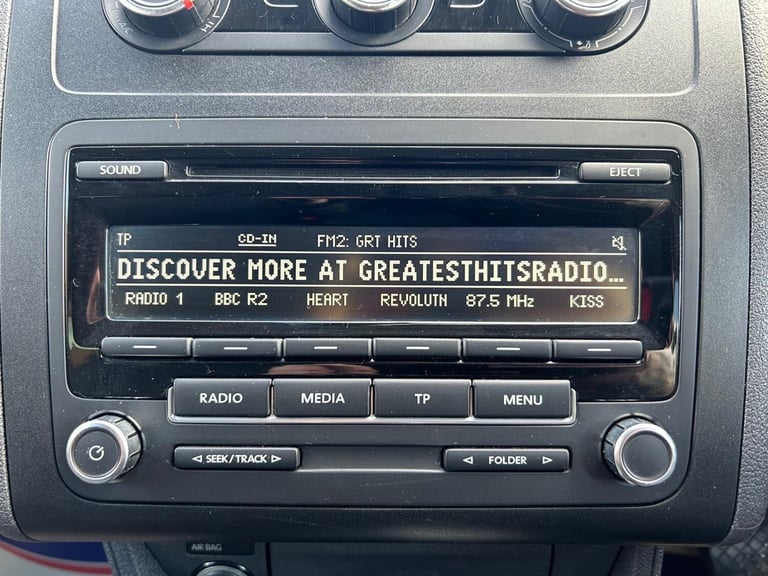 HI
SOUND
EJECT
TP CD-IN FM2: GRT HITS
DISCOVER MORE AT GREATESTHITSRADIO...
RADIO 1 BBC R2 HEART REVOLUTN 87.5 MHz KISS
RADIO MEDIA TP MENU
SEEK/TRACK FOLDER
AIR BAG